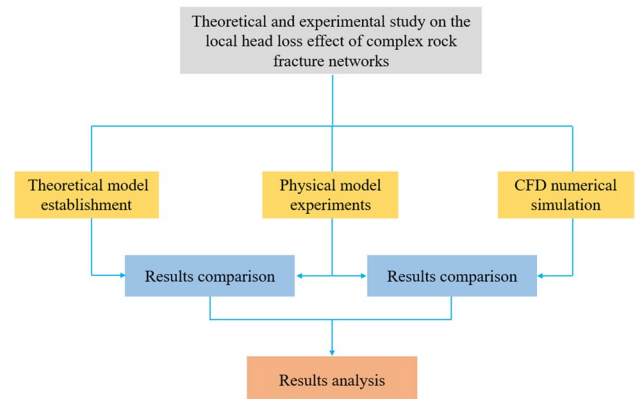 Theoretical and experimental study on the
local head loss effect of complex rock
fracture networks
Theoretical model
establishment
Physical model
experiments
CFD numerical
simulation
Results comparison
Results comparison
Results analysis